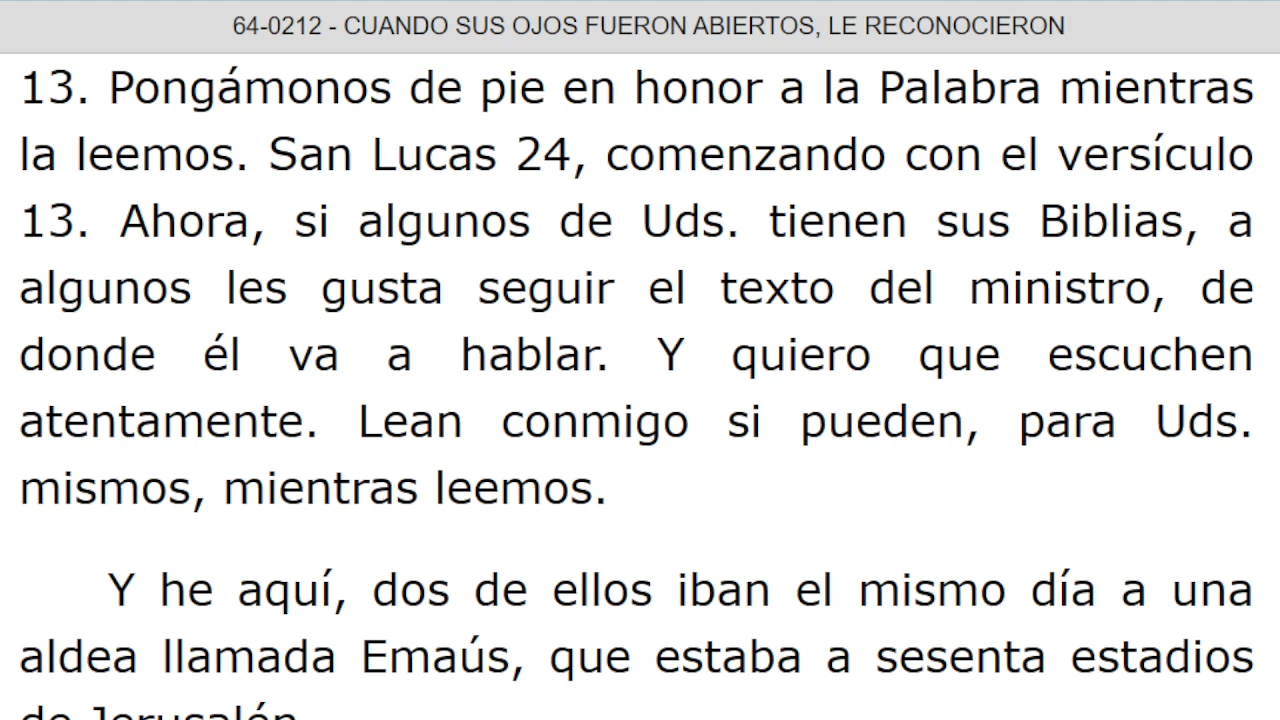 64-0212 - CUANDO SUS OJOS FUERON ABIERTOS, LE RECONOCIERON
13. Pongámonos de pie en honor a la Palabra mientras
la leemos. San Lucas 24, comenzando con el versículo
13. Ahora, si algunos de Uds. tienen sus Biblias, a
algunos les gusta seguir el texto del ministro, de
donde él va a hablar. Y quiero que escuchen
atentamente. Lean conmigo si pueden, para Uds.
mismos, mientras leemos.
Y he aquí, dos de ellos iban el mismo día a una
aldea llamada Emaús, que estaba a sesenta estadios
de Jerusalén